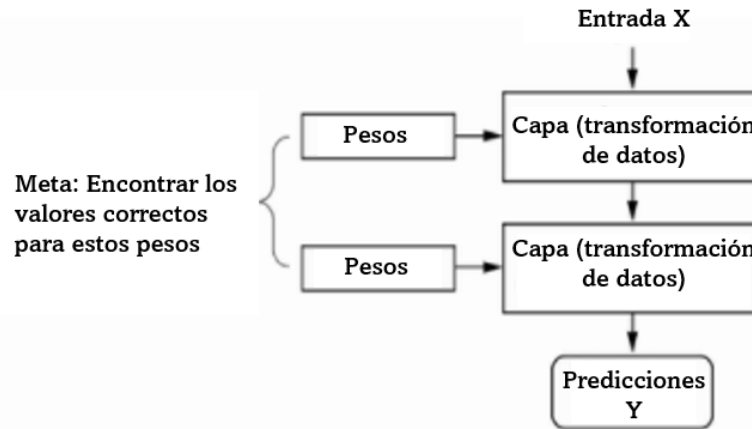 Entrada X
Pesos
Capa (transformación
de datos)
Meta: Encontrar los
valores correctos
para estos pesos
Pesos
Capa (transformación
de datos)
Predicciones
Y